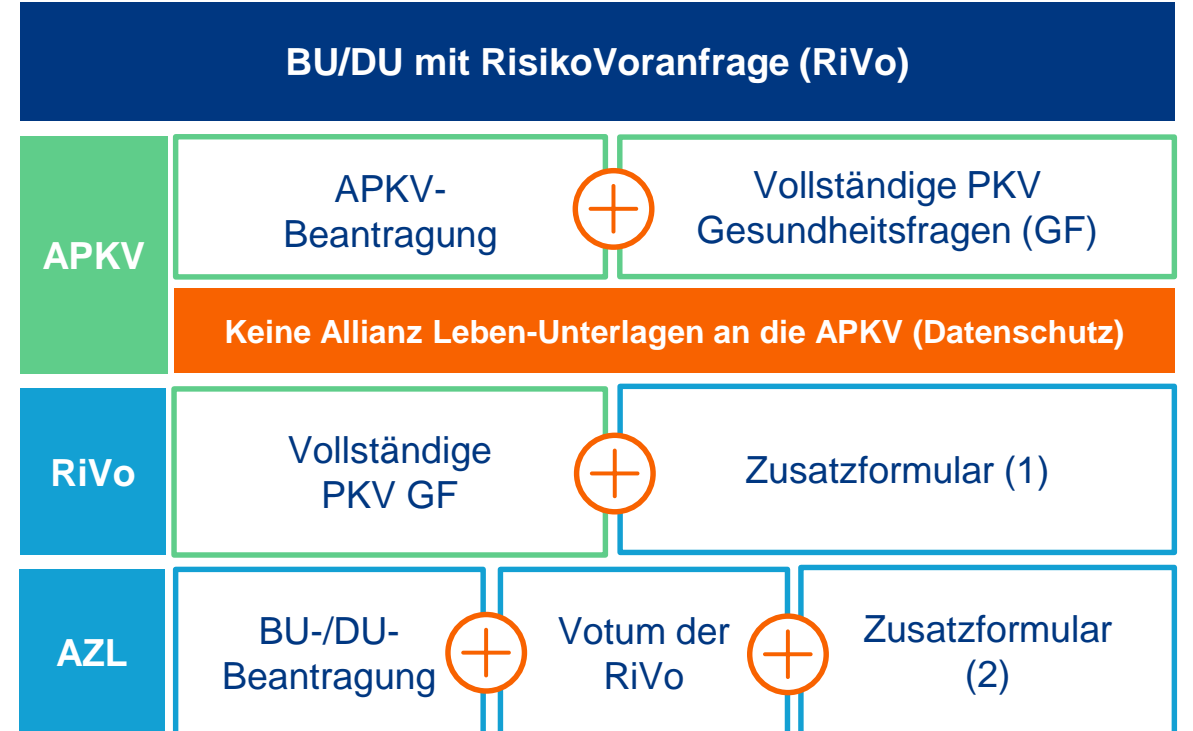 BU/DU mit RisikoVoranfrage (RiVo)
APKV
APKV-
Beantragung
Vollständige PKV
Gesundheitsfragen (GF)
Keine Allianz Leben-Unterlagen an die APKV (Datenschutz)
RiVo
Vollständige
PKV GF
Zusatzformular (1)
AZL
BU-/DU-
Beantragung
Votum der
RiVo
Zusatzformular
(2)